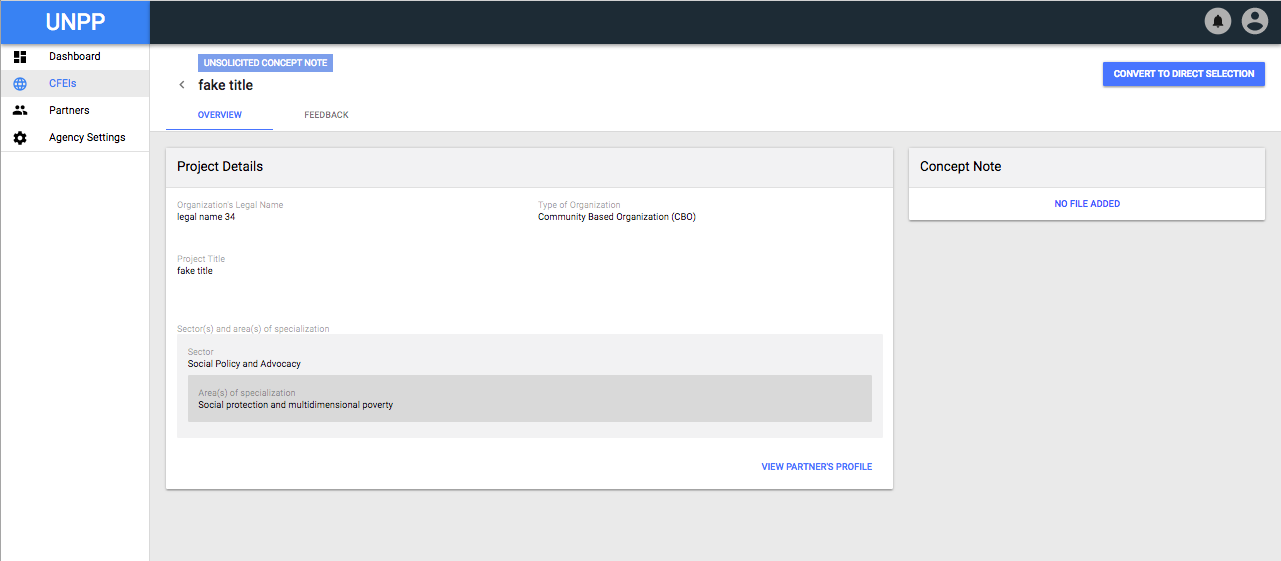 UNPP
Dashboard
CFEIs
Partners
Agency Settings
UNSOLICITED CONCEPT NOTE
fake title
CONVERT TO DIRECT SELECTION
OVERVIEW
FEEDBACK
Project Details
Organization's Legal Name
legal name 34
Type of Organization
Community Based Organization (CBO)
Project Title
fake title
Sector(s) and area(s) of specialization
Sector
Social Policy and Advocacy
Area(s) of specialization
Social protection and multidimensional poverty
VIEW PARTNER'S PROFILE
Concept Note
NO FILE ADDED